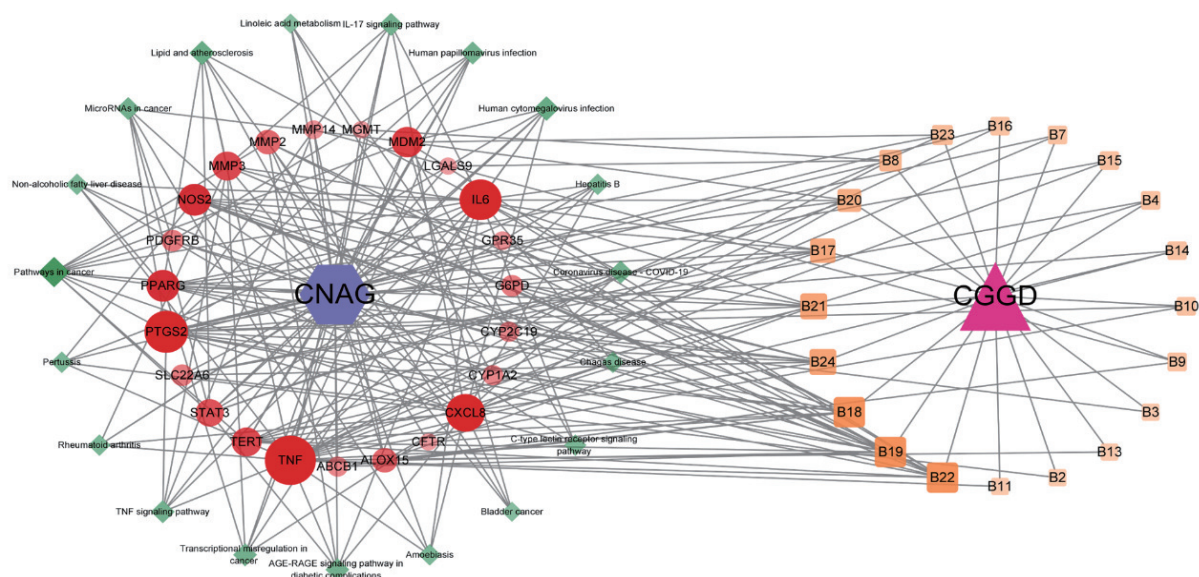 Linoleic acid metabolism
IL-17 signaling pathway
Lipid and atherosclerosis
Human papillomavirus infection
MicroRNAs in cancer
Human cytomegalovirus infection
Non-alcoholic fatty liver disease
Hepatitis B
Pathways in cancer
Coronavirus disease - COVID-19
Pertussis
Chagas disease
Rheumatoid arthritis
C-type lectin receptor signaling
pathway
TNF signaling pathway
Bladder cancer
Transcriptional misregulation in
cancer
AGE-RAGE signaling pathway in
diabetic complications
Amoebiasis
MMP14
MGMT
MMP2
MDM2
MMP3
LGALS9
NOS2
IL6
PDGFRB
GPR35
PPARG
G6PD
CNAG
PTGS2
CYP2C19
SLC22A6
CYP1A2
STAT3
CXCL8
TERT
CFTR
TNF
ABCB1
ALOX15
B23
B16
B7
B8
B15
B20
B4
B17
B14
B21
CGGD
B10
B24
B9
B18
B3
B19
B13
B22
B11
B2